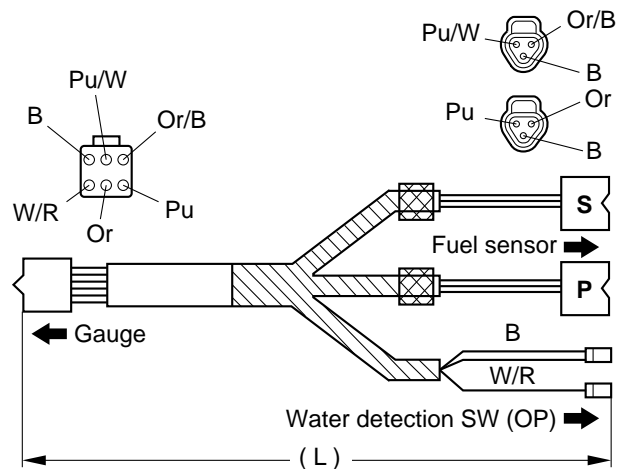 Pu/W
Or/B
B
Pu
Or
B
Pu/W
B
Or/B
W/R
Pu
Or
S
Fuel sensor
P
Gauge
B
W/R
Water detection SW (OP)
( L )